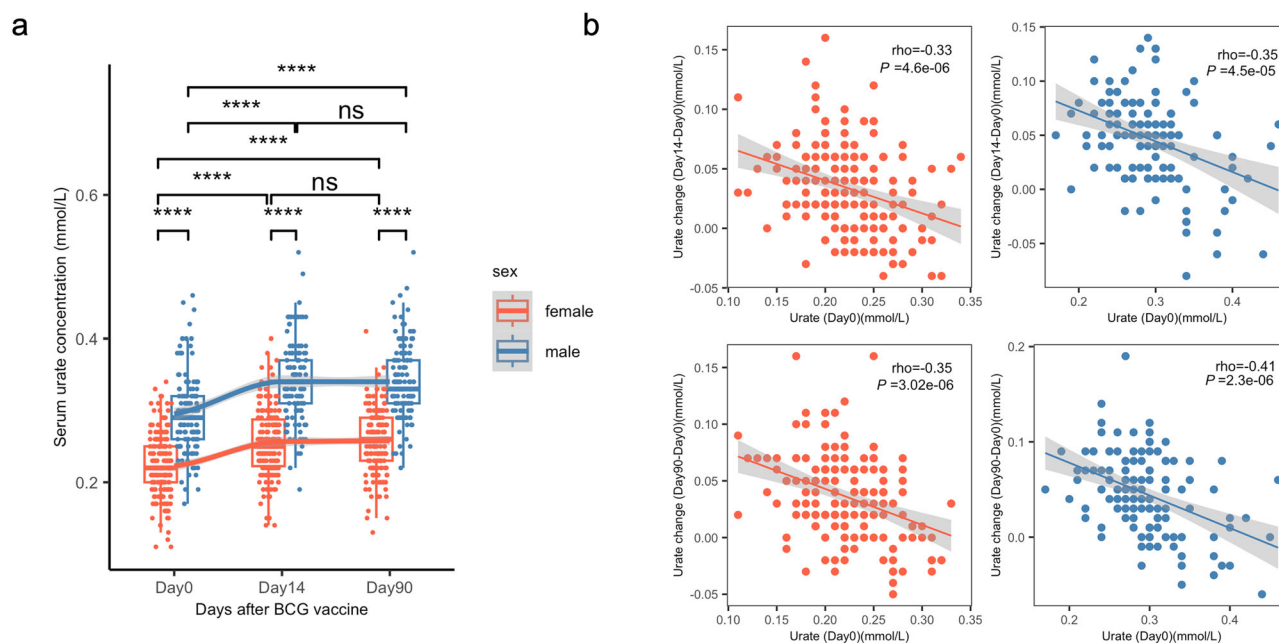 a
****
****
ns
****
****
ns
****
****
****
Serum urate concentration (mmol/L)
0.6
0.4
0.2
Day0
Day14
Day90
Days after BCG vaccine
sex
female
male
b
rho=-0.33
P =4.6e-06
Urate change (Day14-Day0)(mmol/L)
0.15
0.10
0.05
0.00
-0.05
0.10
0.15
0.20
0.25
0.30
0.35
Urate (Day0)(mmol/L)
rho=-0.35
P =4.5e-05
Urate change (Day14-Day0)(mmol/L)
0.15
0.10
0.05
0.00
-0.05
0.2
0.3
0.4
Urate (Day0)(mmol/L)
rho=-0.35
P =3.02e-06
Urate change (Day90-Day0)(mmol/L)
0.15
0.10
0.05
0.00
-0.05
0.10
0.15
0.20
0.25
0.30
0.35
Urate (Day0)(mmol/L)
rho=-0.41
P =2.3e-06
Urate change (Day90-Day0)(mmol/L)
0.2
0.1
0.0
0.2
0.3
0.4
Urate (Day0)(mmol/L)